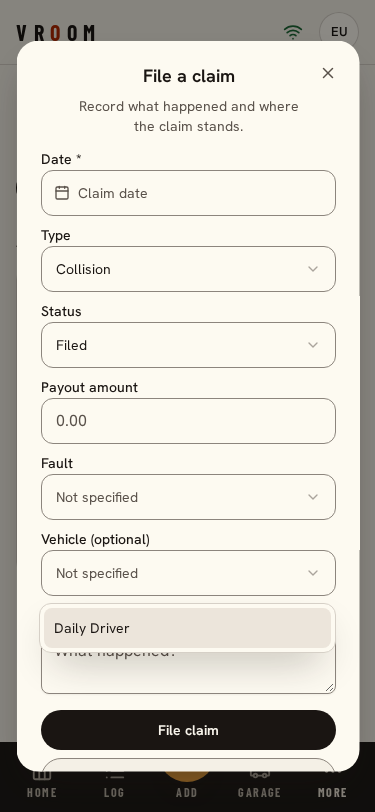 VROOM
EU
File a claim
Record what happened and where
the claim stands.
Date *
Claim date
Type
Collision
Status
Filed
Payout amount
0.00
Fault
Not specified
Vehicle (optional)
Not specified
Daily Driver
What happened?
File claim
HOME LOG ADD GARAGE MORE